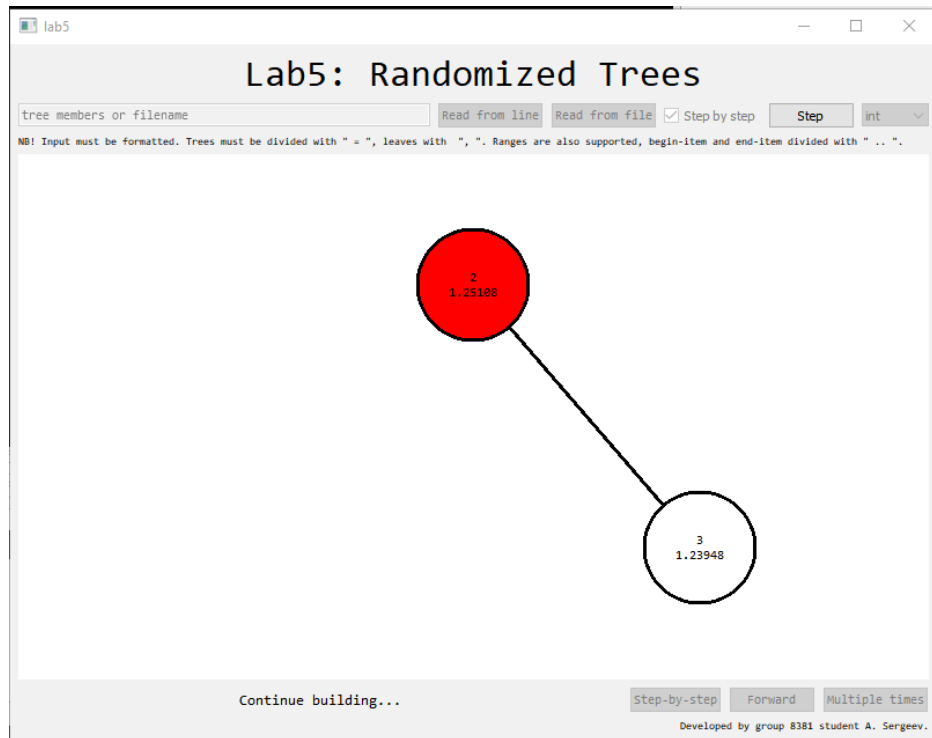 lab5
Lab5: Randomized Trees
tree members or filename Read from line Read from file Step by step Step int
NB! Input must be formatted. Trees must be divided with " = ", leaves with  ", ". Ranges are also supported, begin-item and end-item divided with " .. ".
2
1.25108
3
1.23948
Continue building... Step-by-step Forward Multiple times
Developed by group 8381 student A. Sergeev.